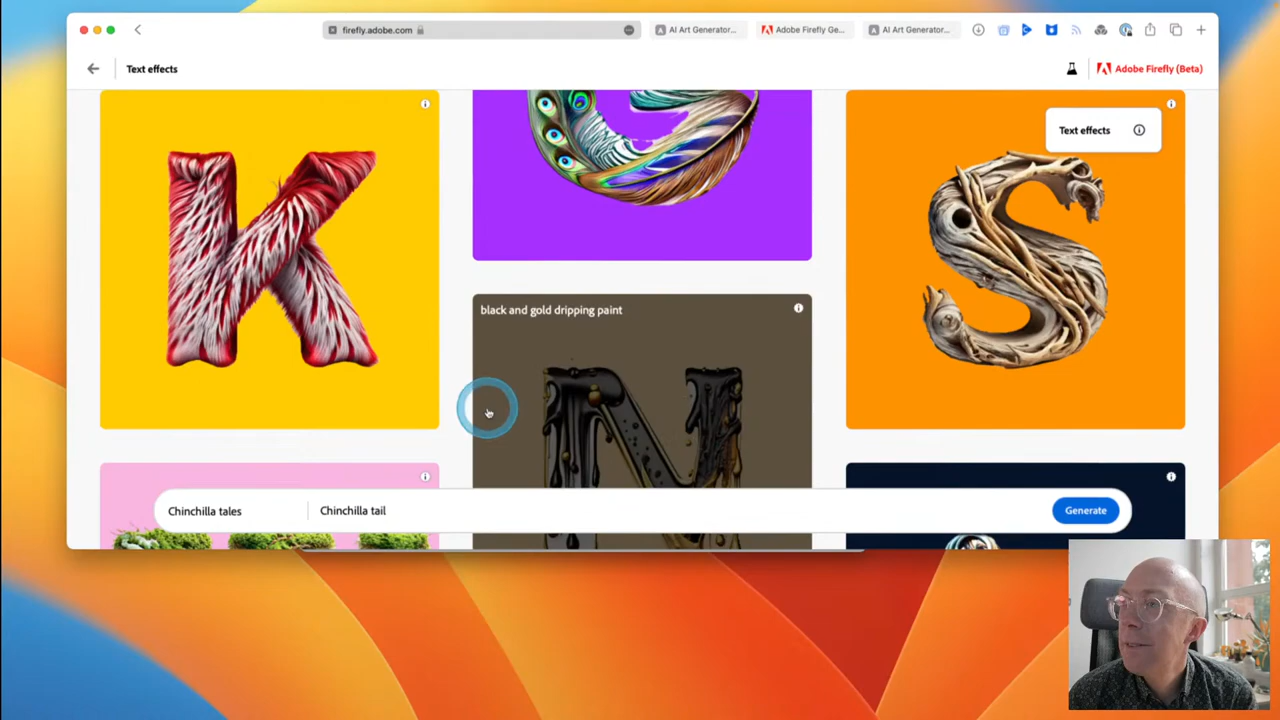 firefly.adobe.com
AI Art Generator...
Adobe Firefly Ge...
AI Art Generator...
Text effects
Adobe Firefly (Beta)
Text effects
K
S
black and gold dripping paint
N
Chinchilla tales
Chinchilla tail
Generate